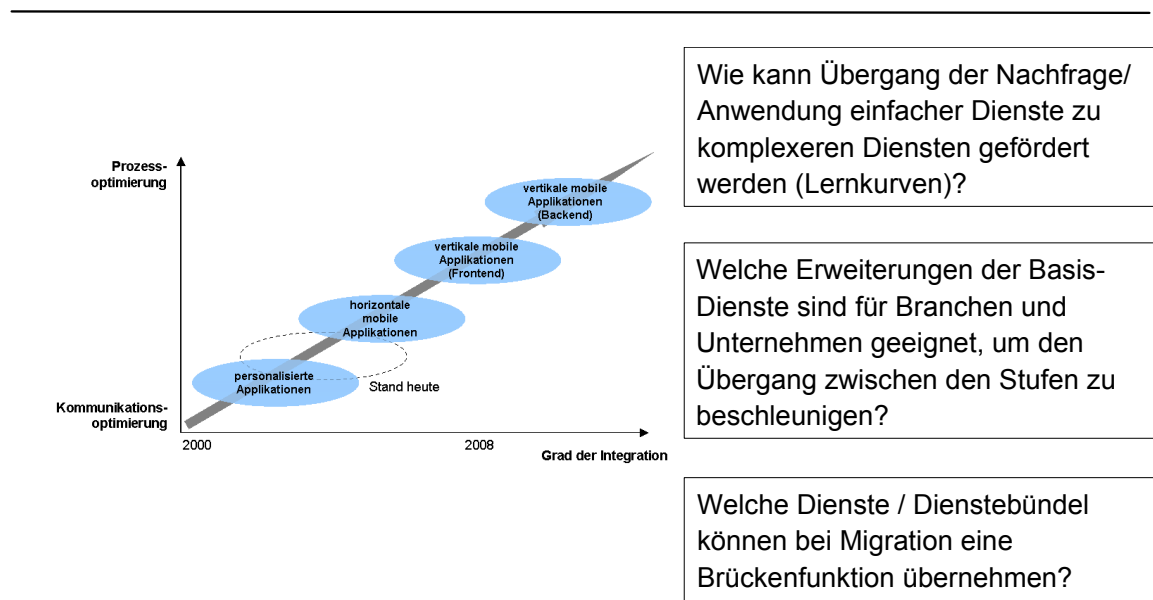 Prozess-
optimierung
vertikale mobile
Applikationen
(Backend)
vertikale mobile
Applikationen
(Frontend)
horizontale
mobile
Applikationen
personalisierte
Applikationen
Stand heute
Kommunikations-
optimierung
2000
2008
Grad der Integration
Wie kann Übergang der Nachfrage/
Anwendung einfacher Dienste zu
komplexeren Diensten gefördert
werden (Lernkurven)?
Welche Erweiterungen der Basis-
Dienste sind für Branchen und
Unternehmen geeignet, um den
Übergang zwischen den Stufen zu
beschleunigen?
Welche Dienste / Dienstebündel
können bei Migration eine
Brückenfunktion übernehmen?